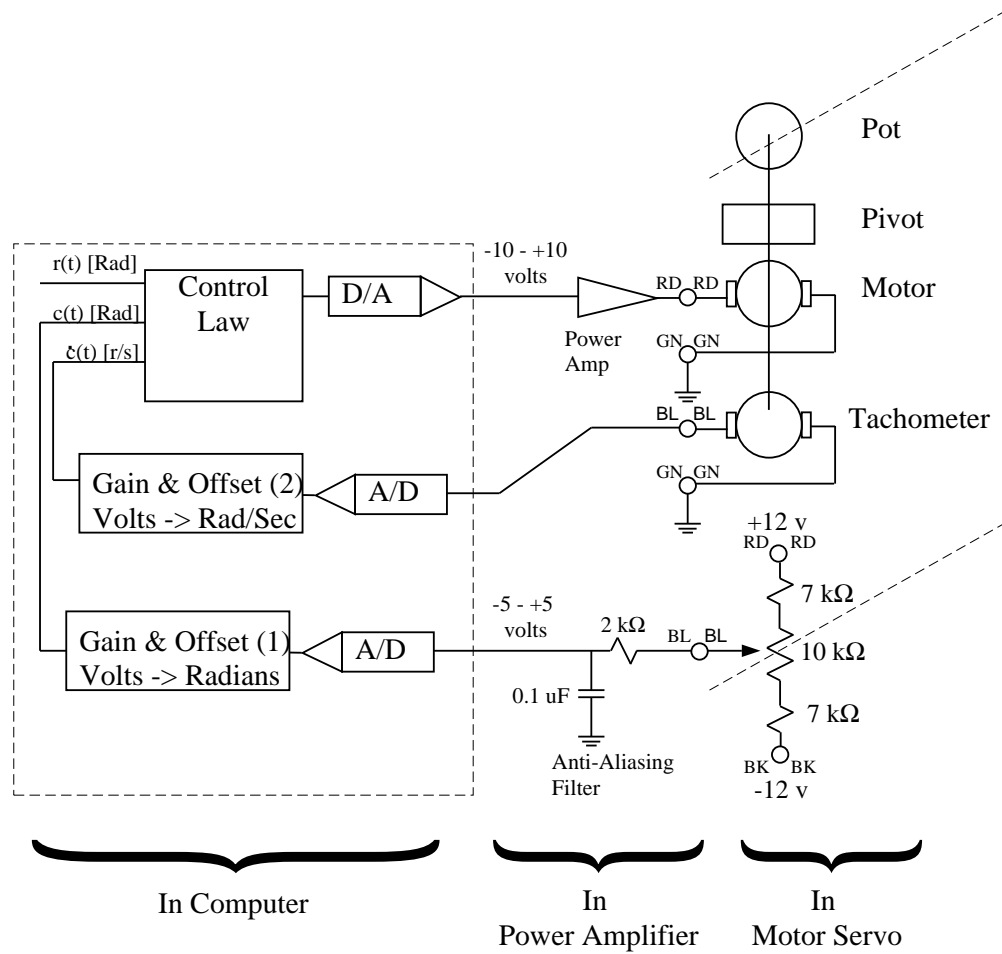 Pot
Pivot
-10 - +10
volts
r(t) [Rad]
Control
Law
D/A
RD RD
Motor
c(t) [Rad]
ċ(t) [r/s]
Power
Amp
GN GN
BL BL
Tachometer
Gain & Offset (2)
Volts -> Rad/Sec
A/D
GN GN
+12 v
RD RD
7 kΩ
-5 - +5
volts
2 kΩ
BL BL
Gain & Offset (1)
Volts -> Radians
A/D
10 kΩ
0.1 uF
7 kΩ
Anti-Aliasing
Filter
BK BK
-12 v
In Computer
In
Power Amplifier
In
Motor Servo